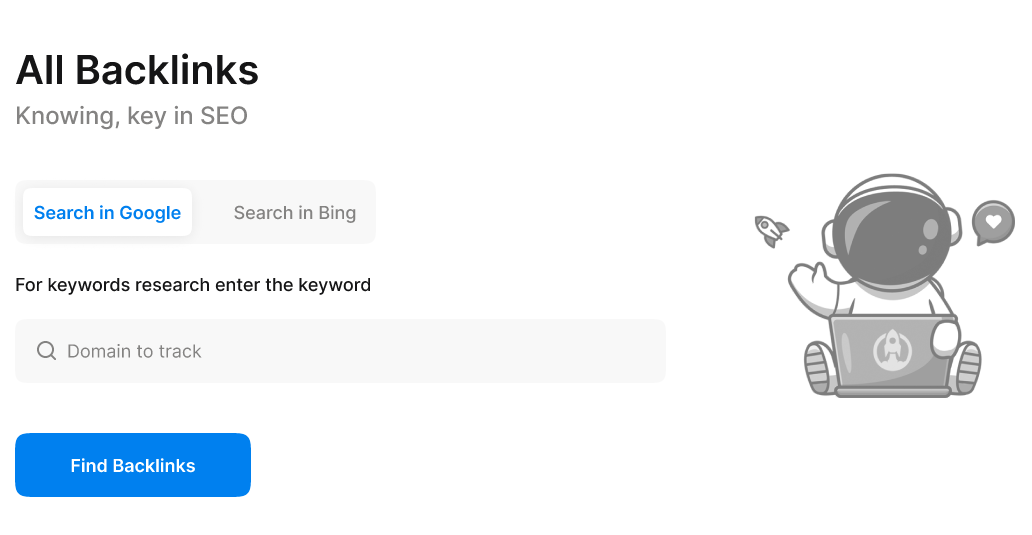 All Backlinks
Knowing, key in SEO
Search in Google
Search in Bing
For keywords research enter the keyword
Domain to track
Find Backlinks